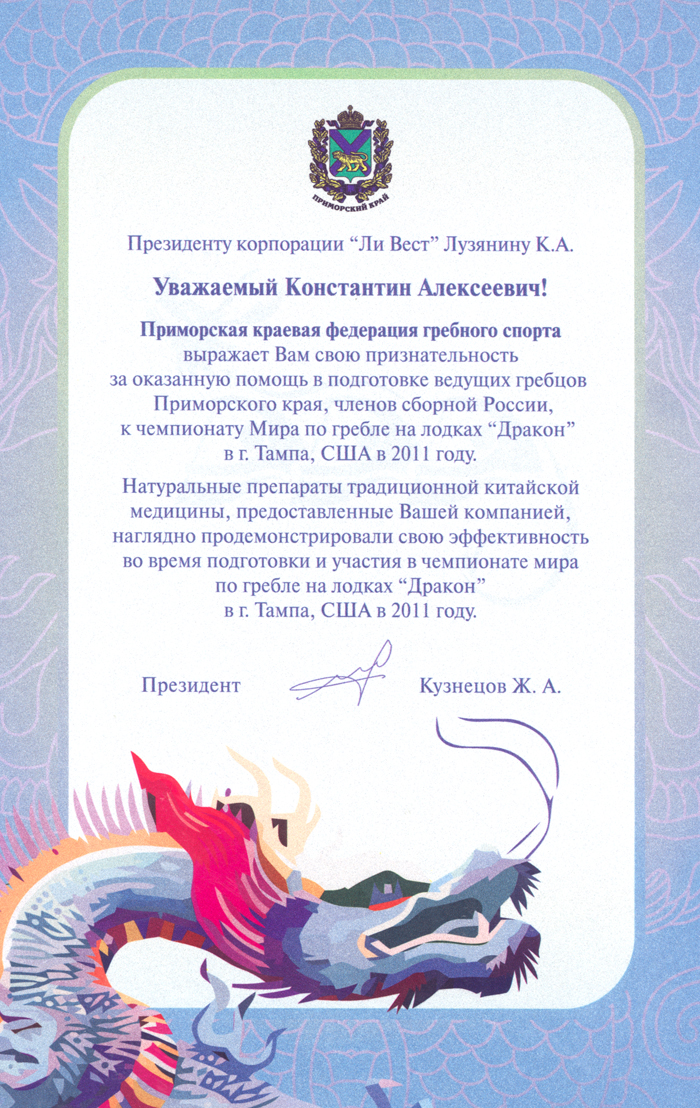 ПРИМОРСКИЙ КРАЙ
Президенту корпорации “Ли Вест” Лузянину К.А.
Уважаемый Константин Алексеевич!
Приморская краевая федерация гребного спорта
выражает Вам свою признательность
за оказанную помощь в подготовке ведущих гребцов
Приморского края, членов сборной России,
к чемпионату Мира по гребле на лодках “Дракон”
в г. Тампа, США в 2011 году.
Натуральные препараты традиционной китайской
медицины, предоставленные Вашей компанией,
наглядно продемонстрировали свою эффективность
во время подготовки и участия в чемпионате мира
по гребле на лодках “Дракон”
в г. Тампа, США в 2011 году.
Президент Кузнецов Ж. А.